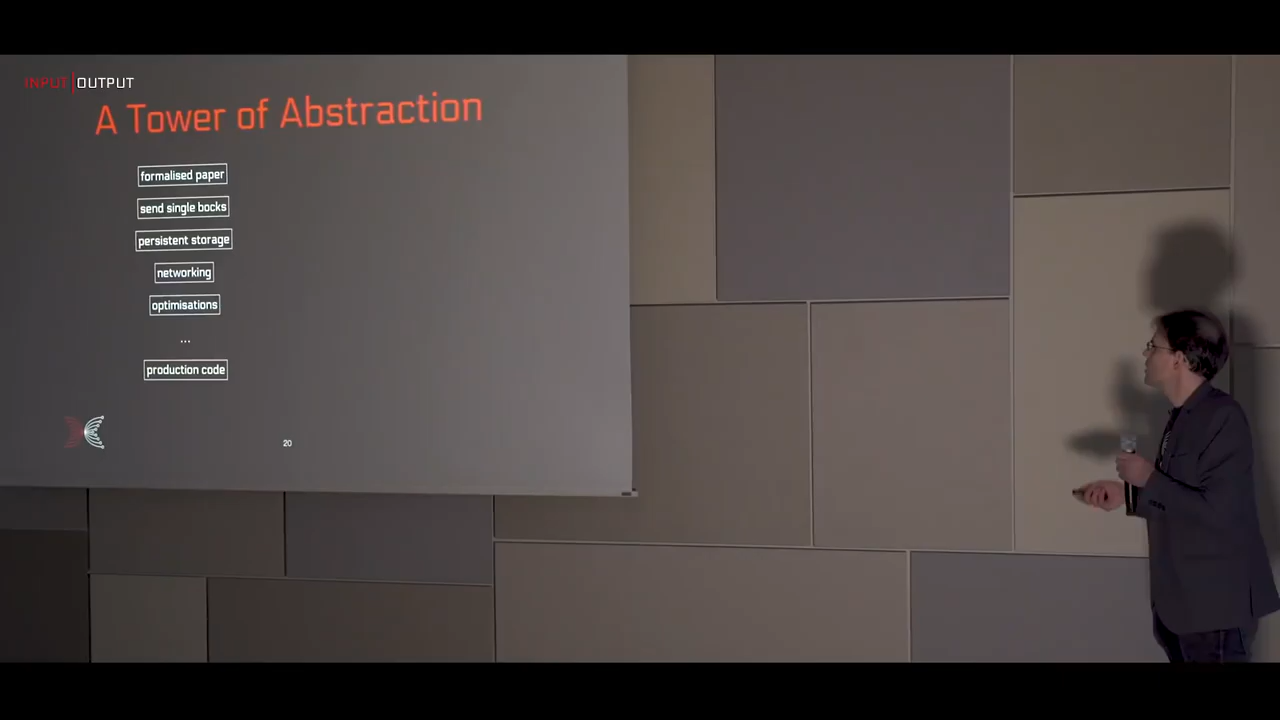 INPUT|OUTPUT
A Tower of Abstraction
formalised paper
send single bocks
persistent storage
networking
optimisations
...
production code
20